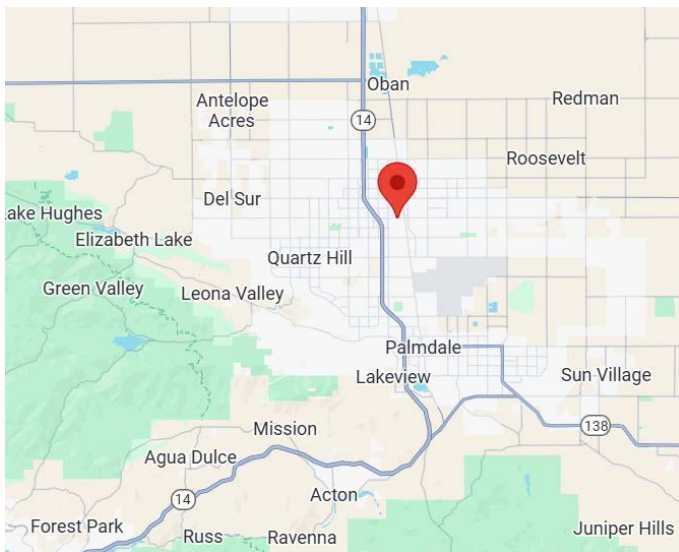 Oban
Redman
Antelope
Acres
14
Roosevelt
Del Sur
ake Hughes
Elizabeth Lake
Quartz Hill
Green Valley
Leona Valley
Palmdale
Lakeview
Sun Village
Mission
138
Agua Dulce
14
Acton
Forest Park
Russ
Ravenna
Juniper Hills